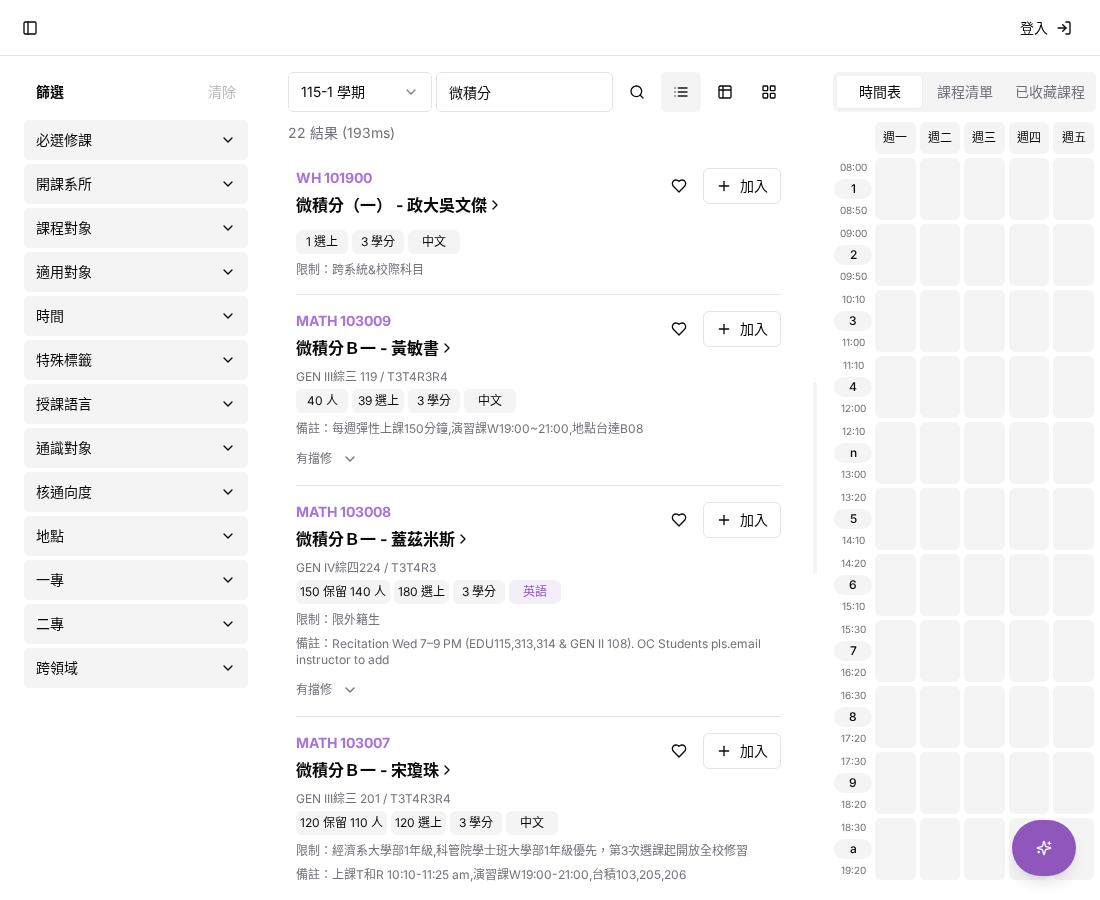 登入
篩選
清除
必選修課
開課系所
課程對象
適用對象
時間
特殊標籤
授課語言
通識對象
核通向度
地點
一專
二專
跨領域
115-1 學期
微積分
22 結果 (193ms)
WH 101900
微積分（一） - 政大吳文傑
加入
1 選上
3 學分
中文
限制：跨系統&校際科目
MATH 103009
微積分Ｂ一 - 黃敏書
加入
GEN III綜三 119 / T3T4R3R4
40 人
39 選上
3 學分
中文
備註：每週彈性上課150分鐘,演習課W19:00~21:00,地點台達B08
有擋修
MATH 103008
微積分Ｂ一 - 蓋茲米斯
加入
GEN IV綜四224 / T3T4R3
150 保留 140 人
180 選上
3 學分
英語
限制：限外籍生
備註：Recitation Wed 7–9 PM (EDU115,313,314 & GEN II 108). OC Students pls.email
instructor to add
有擋修
MATH 103007
微積分Ｂ一 - 宋瓊珠
加入
GEN III綜三 201 / T3T4R3R4
120 保留 110 人
120 選上
3 學分
中文
限制：經濟系大學部1年級,科管院學士班大學部1年級優先，第3次選課起開放全校修習
備註：上課T和R 10:10-11:25 am,演習課W19:00-21:00,台積103,205,206
時間表
課程清單
已收藏課程
週一
週二
週三
週四
週五
08:00
1
08:50
09:00
2
09:50
10:10
3
11:00
11:10
4
12:00
12:10
n
13:00
13:20
5
14:10
14:20
6
15:10
15:30
7
16:20
16:30
8
17:20
17:30
9
18:20
18:30
a
19:20